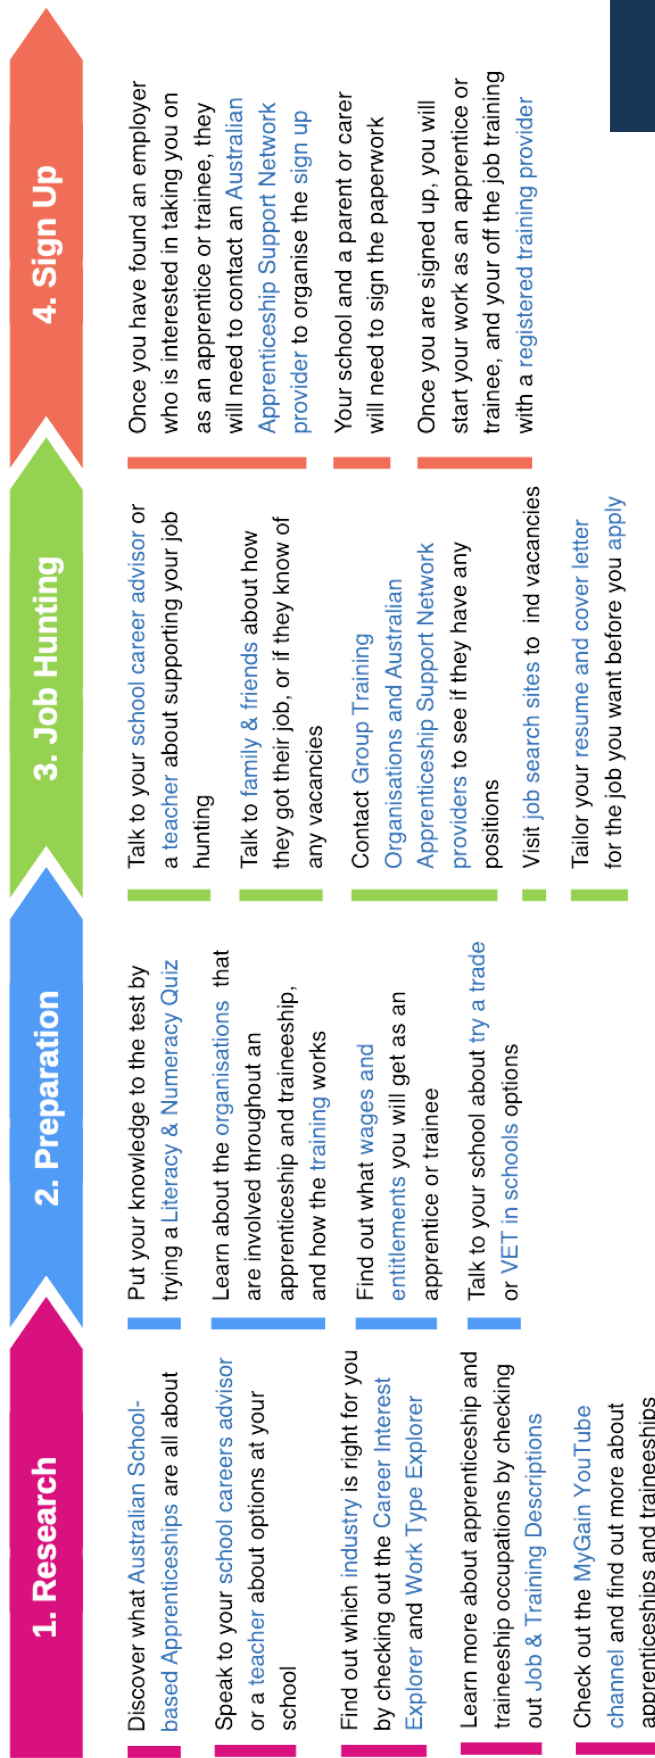 1. Research
Discover what Australian School-
based Apprenticeships are all about
Speak to your school careers advisor
or a teacher about options at your
school
Find out which industry is right for you
by checking out the Career Interest
Explorer and Work Type Explorer
Learn more about apprenticeship and
traineeship occupations by checking
out Job & Training Descriptions
Check out the MyGain YouTube
channel and find out more about
apprenticeships and traineeships
2. Preparation
Put your knowledge to the test by
trying a Literacy & Numeracy Quiz
Learn about the organisations that
are involved throughout an
apprenticeship and traineeship,
and how the training works
Find out what wages and
entitlements you will get as an
apprentice or trainee
Talk to your school about try a trade
or VET in schools options
3. Job Hunting
Talk to your school career advisor or
a teacher about supporting your job
hunting
Talk to family & friends about how
they got their job, or if they know of
any vacancies
Contact Group Training
Organisations and Australian
Apprenticeship Support Network
providers to see if they have any
positions
Visit job search sites to ind vacancies
Tailor your resume and cover letter
for the job you want before you apply
4. Sign Up
Once you have found an employer
who is interested in taking you on
as an apprentice or trainee, they
will need to contact an Australian
Apprenticeship Support Network
provider to organise the sign up
Your school and a parent or carer
will need to sign the paperwork
Once you are signed up, you will
start your work as an apprentice or
trainee, and your off the job training
with a registered training provider